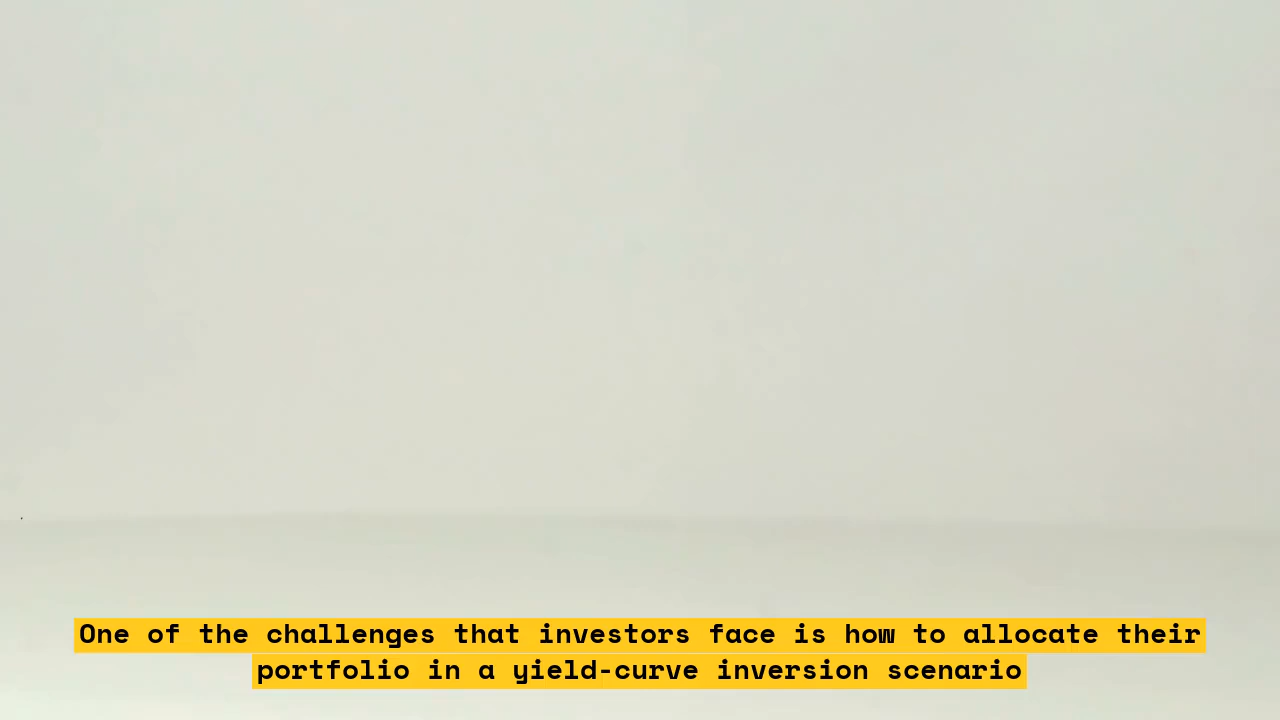 One of the challenges that investors face is how to allocate their
portfolio in a yield-curve inversion scenario